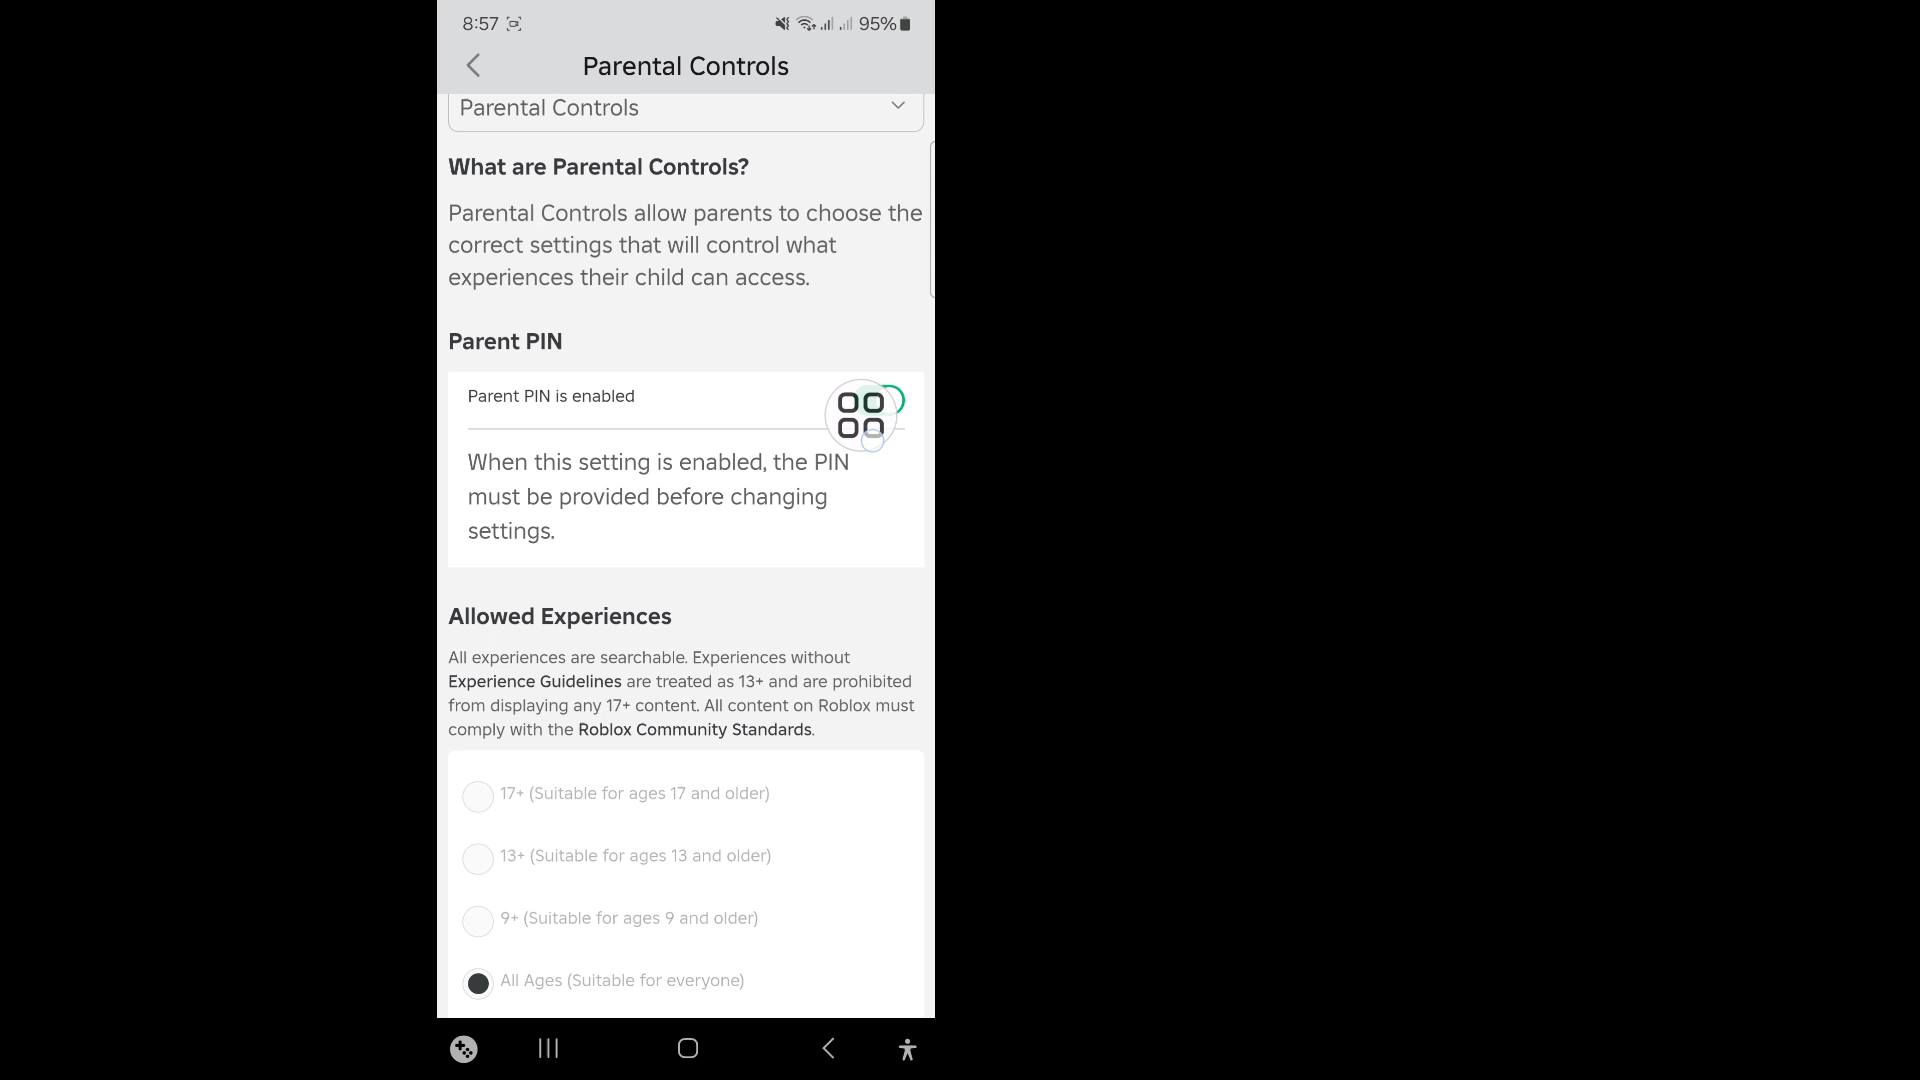 8:57
95%
Parental Controls
Parental Controls
What are Parental Controls?
Parental Controls allow parents to choose the
correct settings that will control what
experiences their child can access.
Parent PIN
Parent PIN is enabled
When this setting is enabled, the PIN
must be provided before changing
settings.
Allowed Experiences
All experiences are searchable. Experiences without
Experience Guidelines are treated as 13+ and are prohibited
from displaying any 17+ content. All content on Roblox must
comply with the Roblox Community Standards.
17+ (Suitable for ages 17 and older)
13+ (Suitable for ages 13 and older)
9+ (Suitable for ages 9 and older)
All Ages (Suitable for everyone)